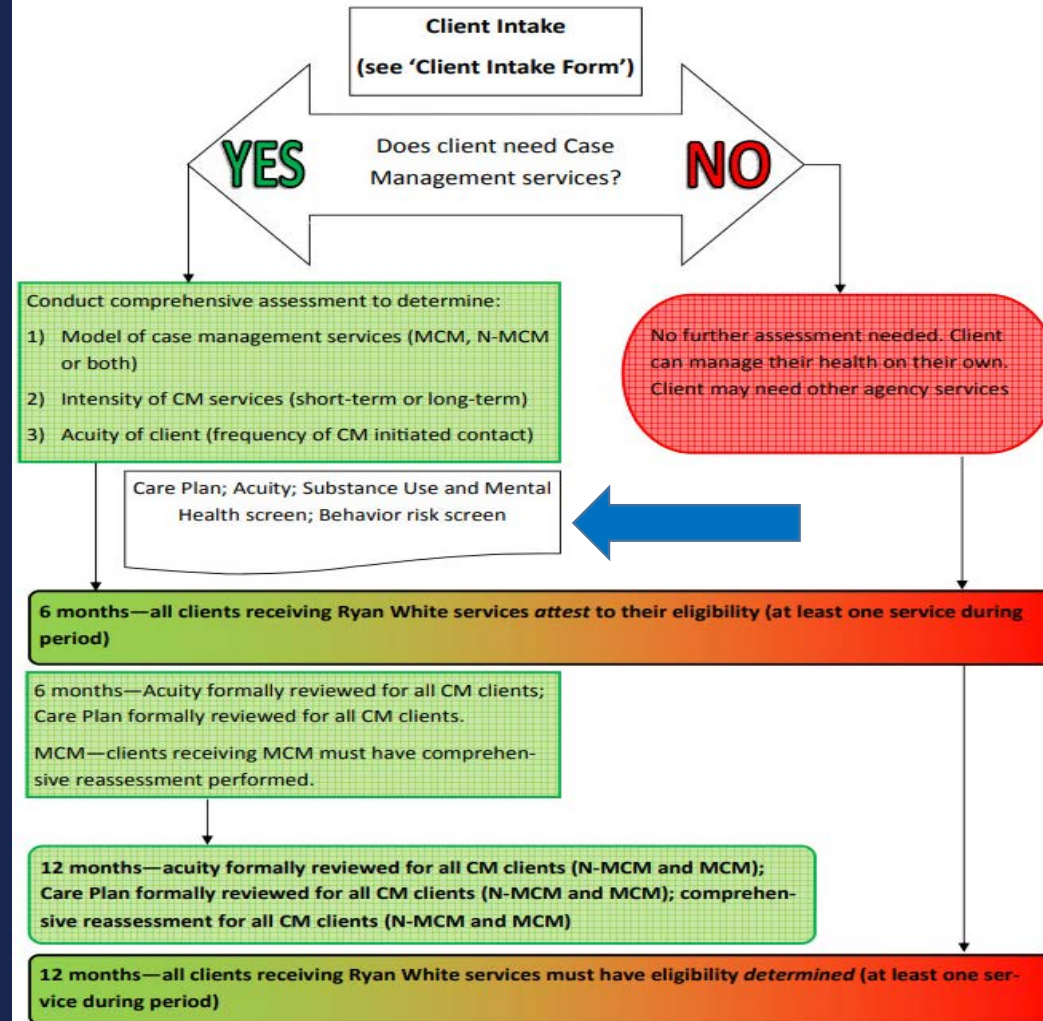 Client Intake
(see ‘Client Intake Form’)
YES
Does client need Case
Management services?
NO
Conduct comprehensive assessment to determine:
1) Model of case management services (MCM, N-MCM
or both)
2) Intensity of CM services (short-term or long-term)
3) Acuity of client (frequency of CM initiated contact)
No further assessment needed. Client
can manage their health on their own.
Client may need other agency services
Care Plan; Acuity; Substance Use and Mental
Health screen; Behavior risk screen
6 months—all clients receiving Ryan White services attest to their eligibility (at least one service during
period)
6 months—Acuity formally reviewed for all CM clients;
Care Plan formally reviewed for all CM clients.
MCM—clients receiving MCM must have comprehen-
sive reassessment performed.
12 months—acuity formally reviewed for all CM clients (N-MCM and MCM);
Care Plan formally reviewed for all CM clients (N-MCM and MCM); comprehen-
sive reassessment for all CM clients (N-MCM and MCM)
12 months—all clients receiving Ryan White services must have eligibility determined (at least one ser-
vice during period)